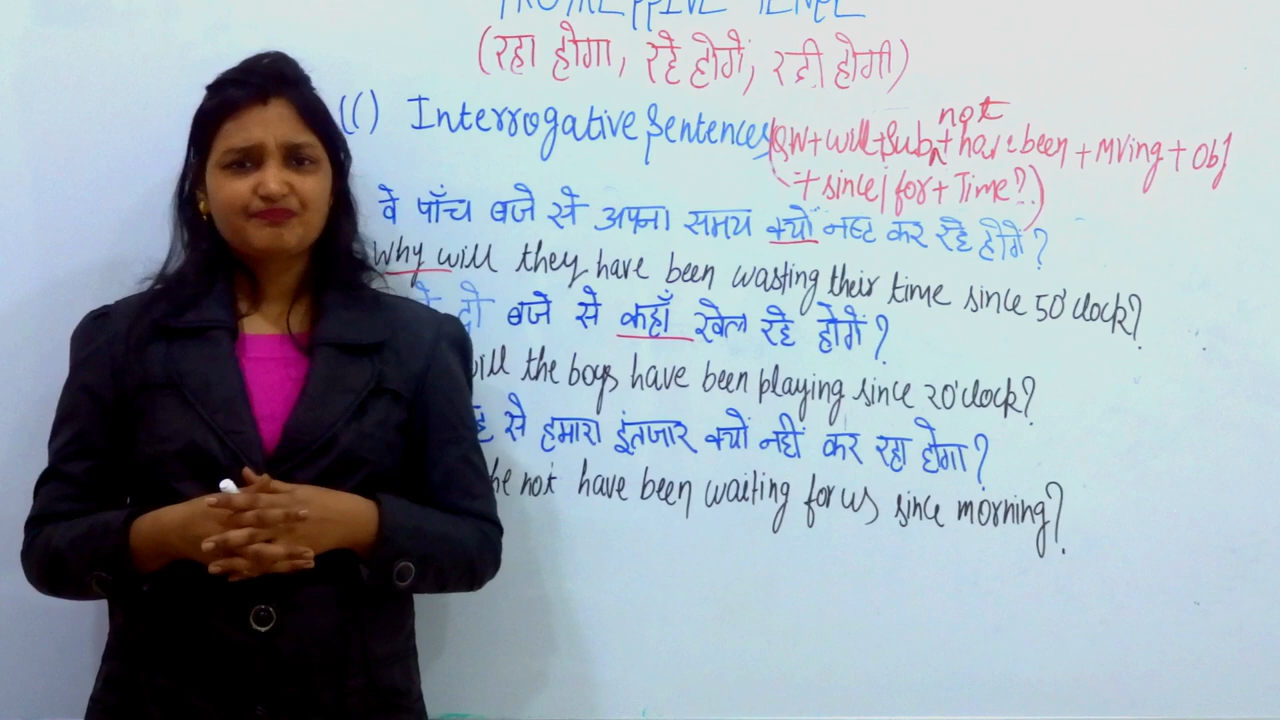 (रहा होगा, रहे होगें, रही होगी)
(C) Interrogative Sentences (QW + will + Sub + not have been + MVing + Obj
+ since/for + Time?)
वे पाँच बजे से अपना समय क्यों नष्ट कर रहे होगें?
Why will they have been wasting their time since 5 O'clock?
दो बजे से कहाँ खेल रहे होगें?
will the boys have been playing since 2 O'clock?
से हमारा इंतजार क्यों नहीं कर रहा होगा?
he not have been waiting for us since morning?